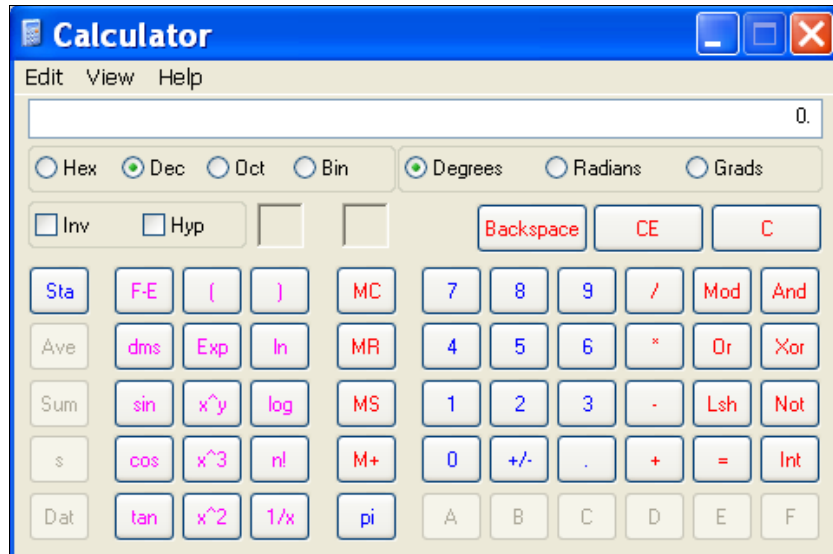 Calculator
Edit View Help
0.
Hex Dec Oct Bin Degrees Radians Grads
Inv Hyp Backspace CE C
Sta F-E ( ) MC 7 8 9 / Mod And
Ave dms Exp ln MR 4 5 6 * Or Xor
Sum sin x^y log MS 1 2 3 - Lsh Not
s cos x^3 n! M+ 0 +/- . + = Int
Dat tan x^2 1/x pi A B C D E F